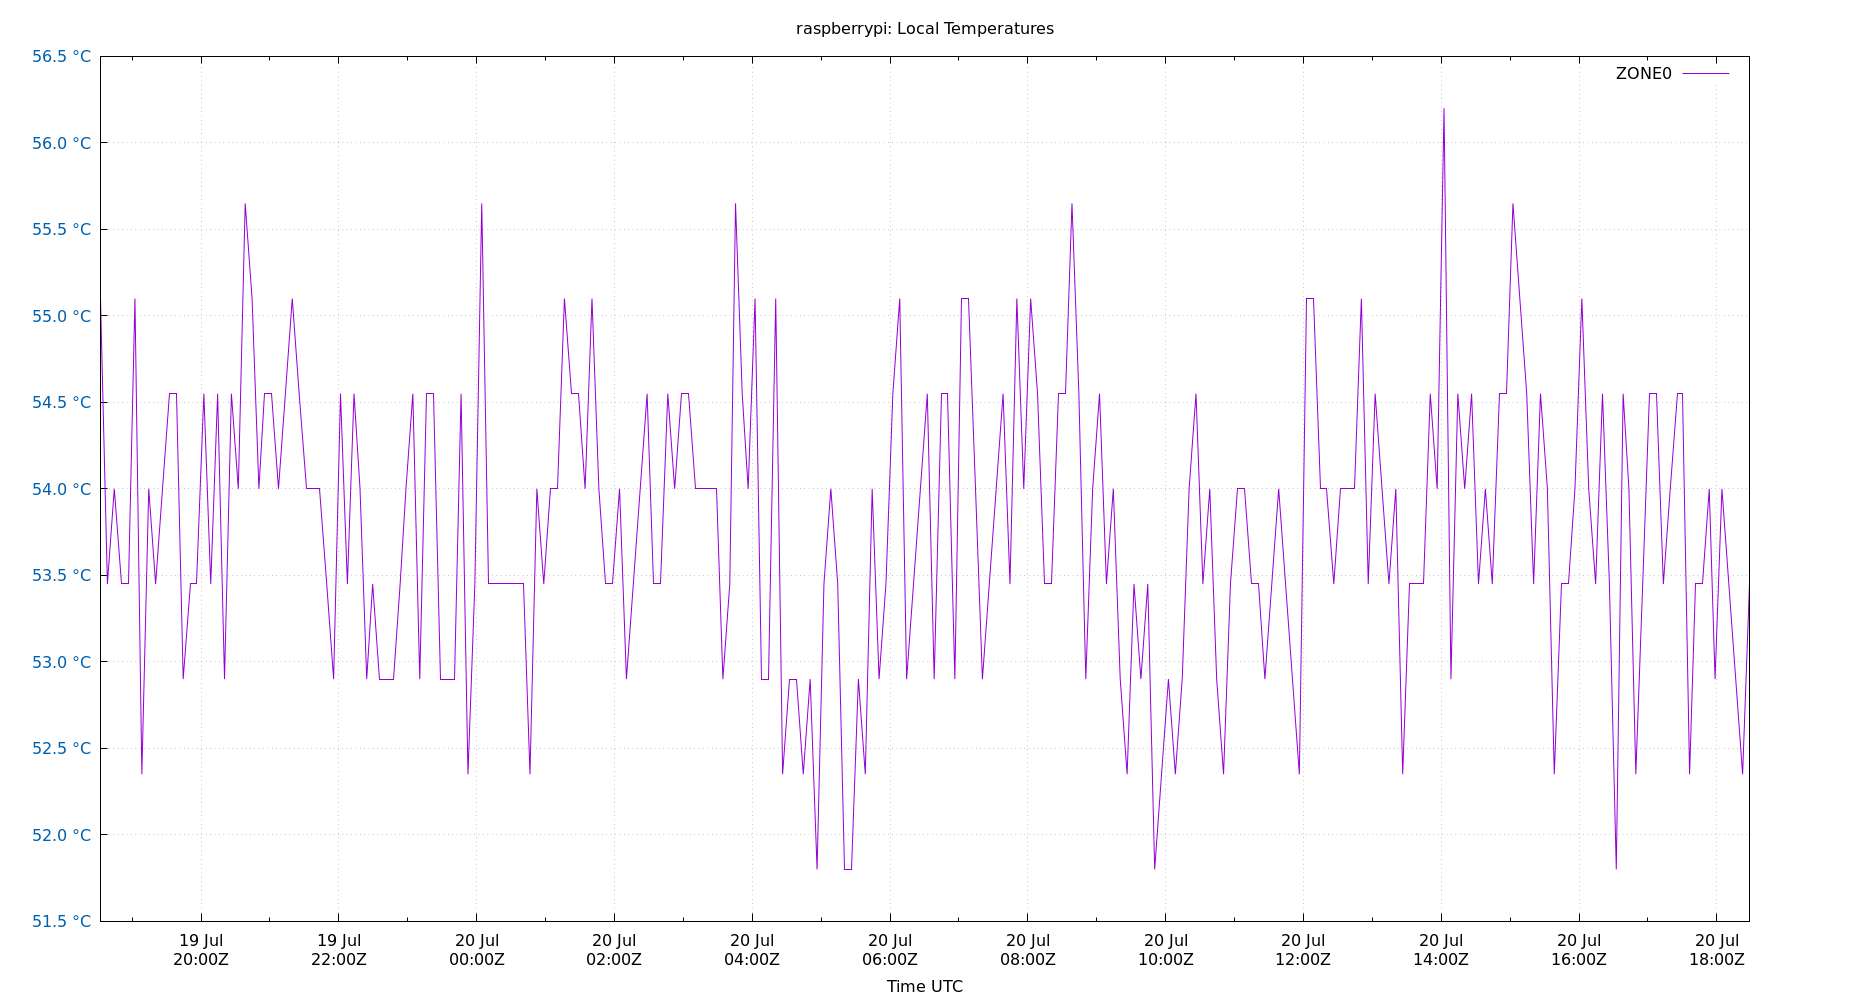 raspberrypi: Local Temperatures
ZONE0
56.5 °C
56.0 °C
55.5 °C
55.0 °C
54.5 °C
54.0 °C
53.5 °C
53.0 °C
52.5 °C
52.0 °C
51.5 °C
19 Jul 19 Jul 20 Jul 20 Jul 20 Jul 20 Jul 20 Jul 20 Jul 20 Jul 20 Jul 20 Jul 20 Jul
20:00Z 22:00Z 00:00Z 02:00Z 04:00Z 06:00Z 08:00Z 10:00Z 12:00Z 14:00Z 16:00Z 18:00Z
Time UTC